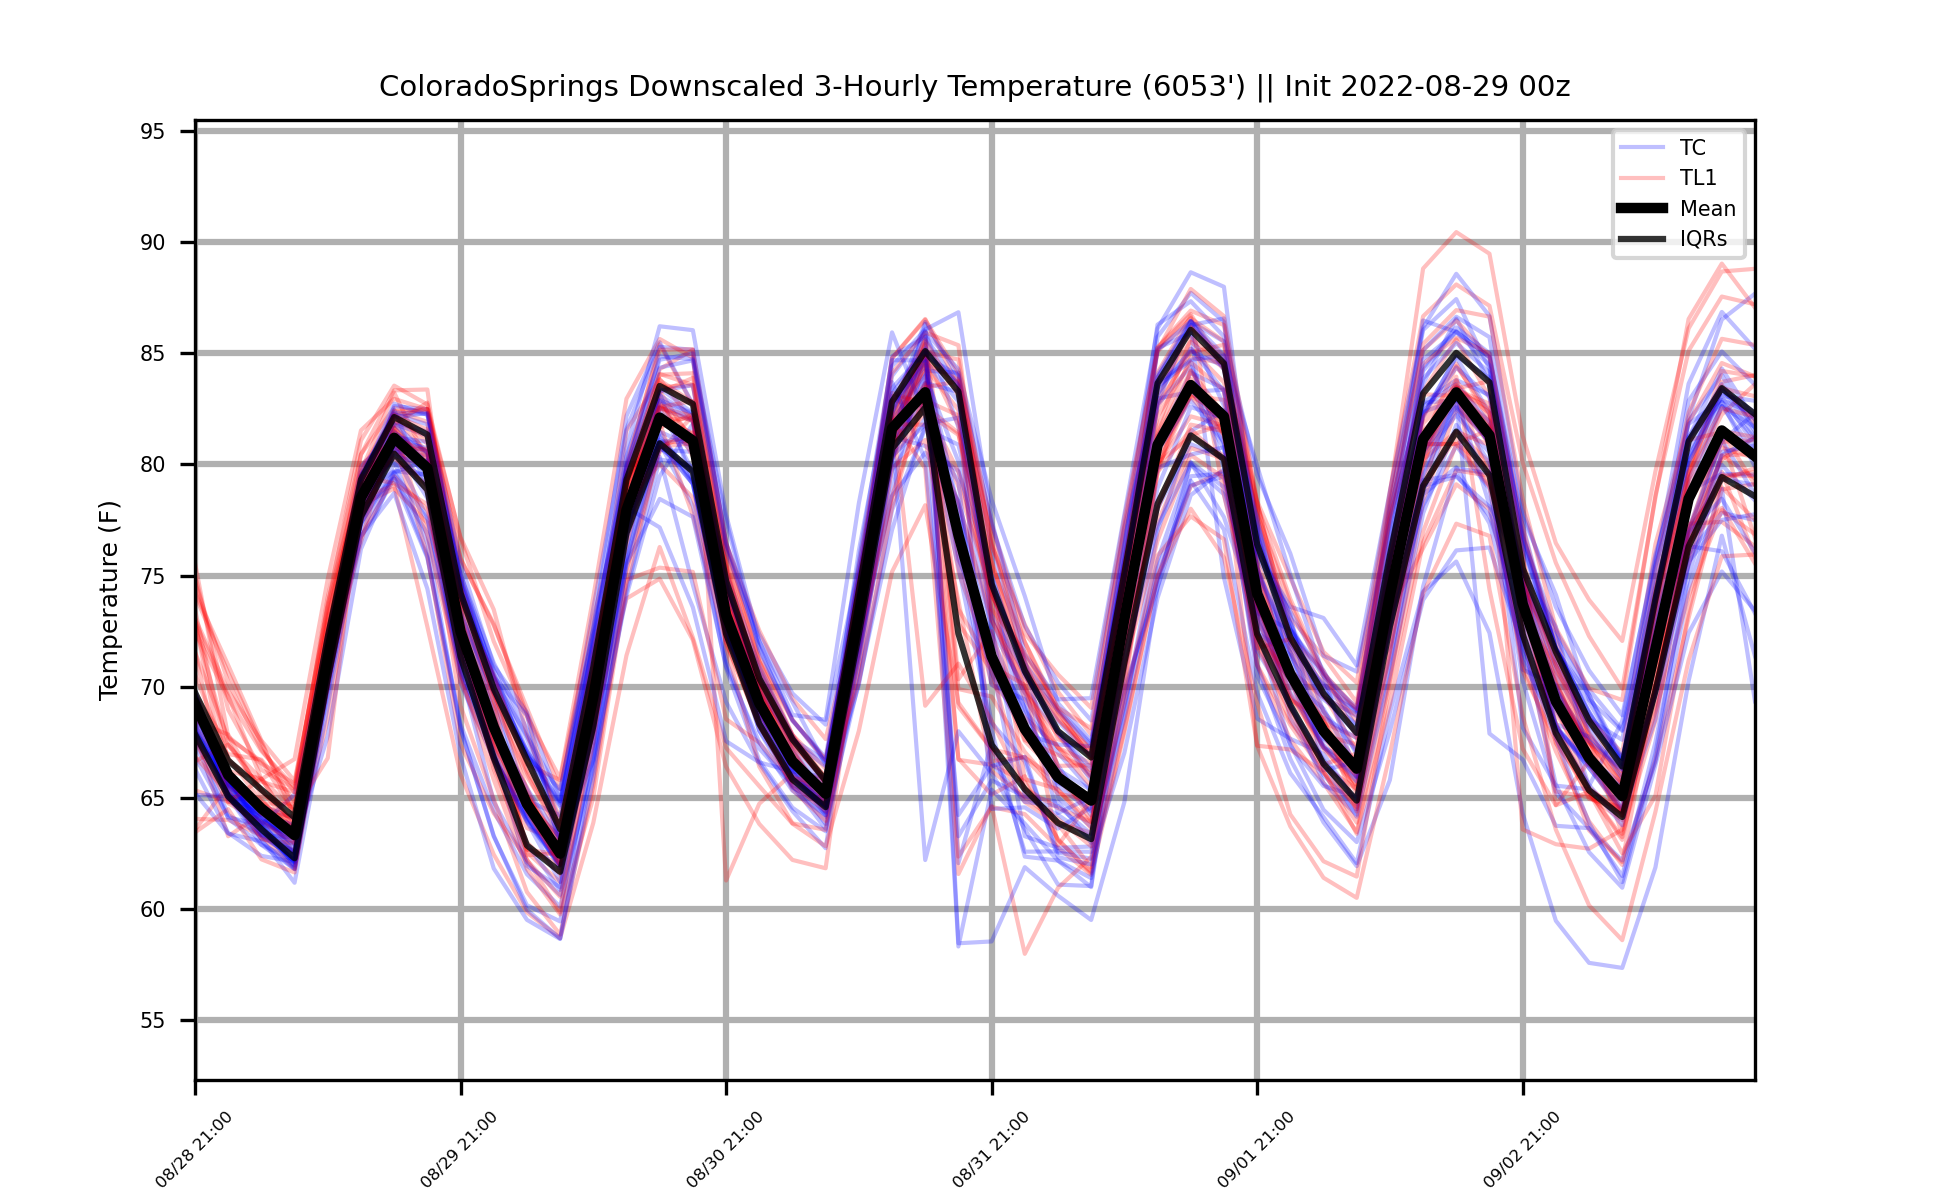 ColoradoSprings Downscaled 3-Hourly Temperature (6053') || Init 2022-08-29 00z
TC
TL1
Mean
IQRs
Temperature (F)
95
90
85
80
75
70
65
60
55
08/28 21:00
08/29 21:00
08/30 21:00
08/31 21:00
09/01 21:00
09/02 21:00